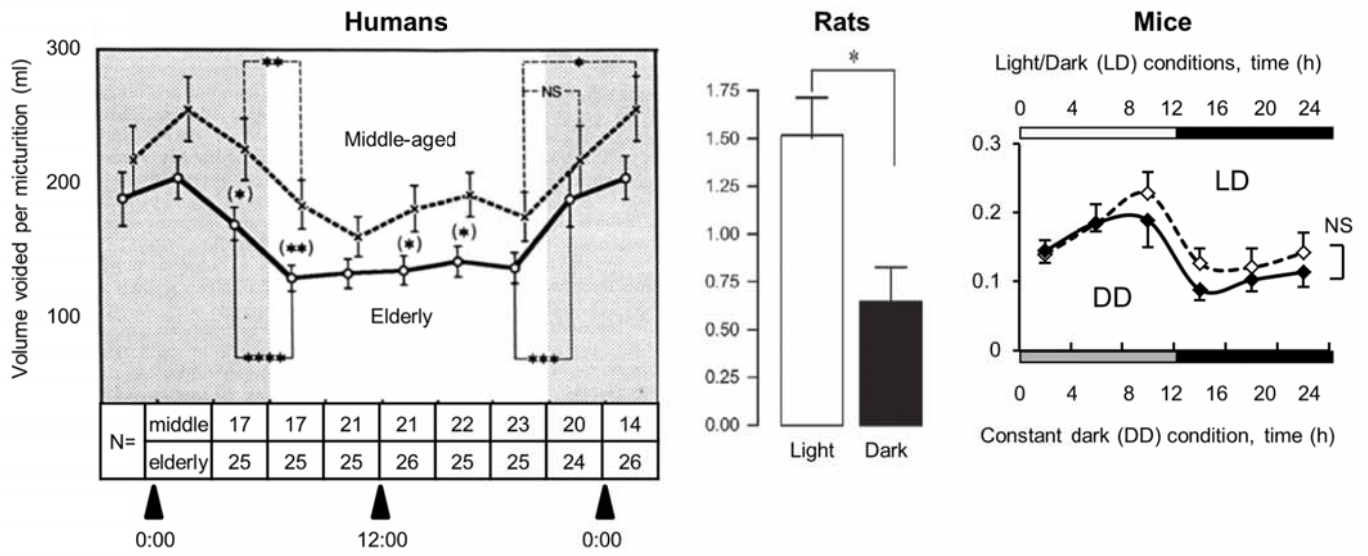 Humans
Volume voided per micturition (ml)
300
200
100
**
*
NS
Middle-aged
(*)
(**)
(*)
(*)
Elderly
****
***
N=
middle 17 17 21 21 22 23 20 14
elderly 25 25 25 26 25 25 24 26
0:00 12:00 0:00
Rats
*
1.75
1.50
1.25
1.00
0.75
0.50
0.25
0.00
Light Dark
Mice
Light/Dark (LD) conditions, time (h)
0 4 8 12 16 20 24
0.3
0.2
0.1
0
LD
DD
NS
0 4 8 12 16 20 24
Constant dark (DD) condition, time (h)